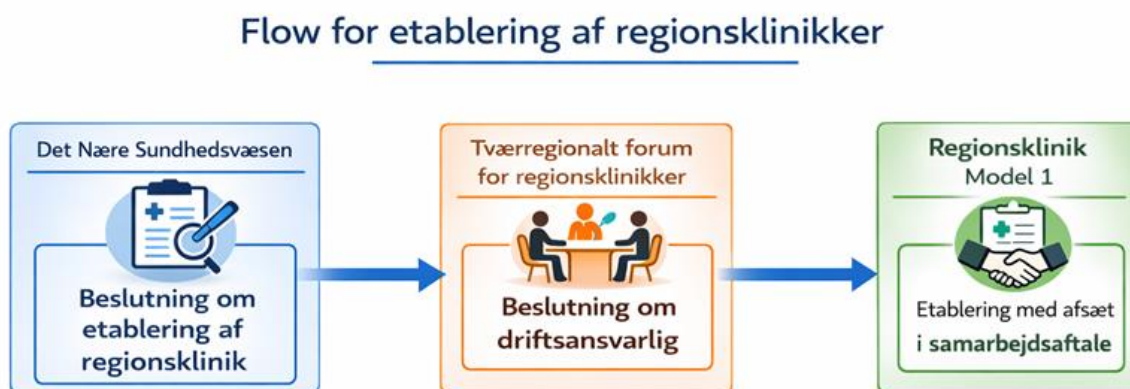 Flow for etablering af regionsklinikker
Det Nære Sundhedsvæsen
Beslutning om
etablering af
regionsklinik
Tværregionalt forum
for regionsklinikker
Beslutning om
driftsansvarlig
Regionsklinik
Model 1
Etablering med afsæt
i samarbejdsaftale